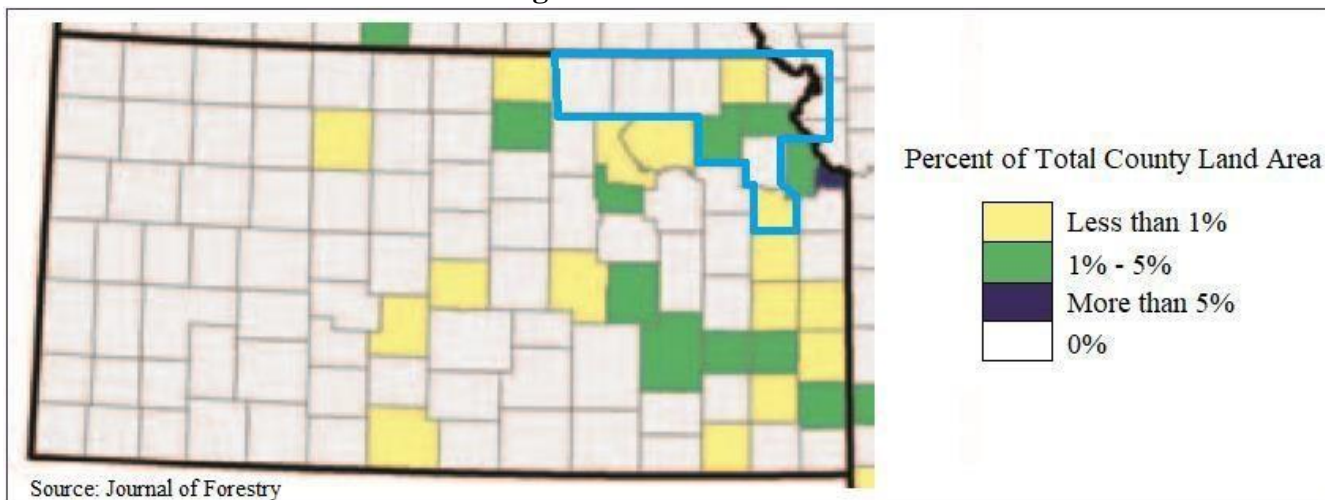 Percent of Total County Land Area
Less than 1%
1% - 5%
More than 5%
0%
Source: Journal of Forestry